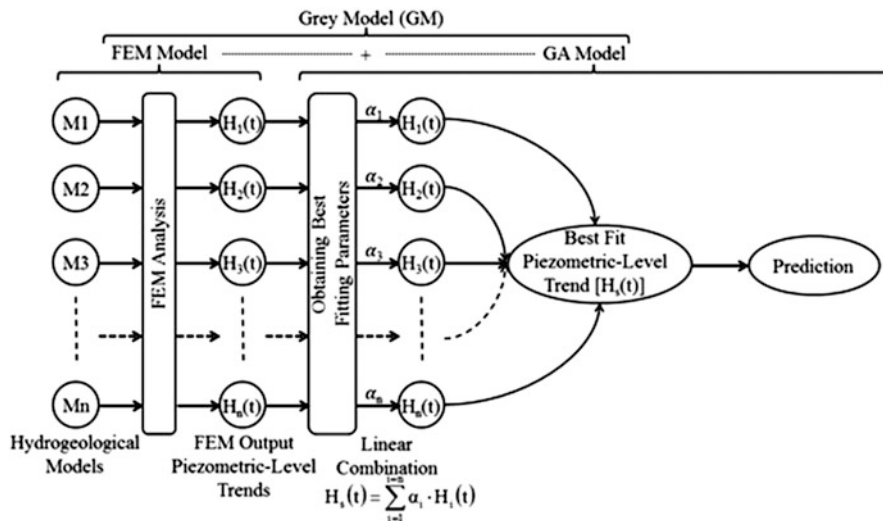 Grey Model (GM)
FEM Model + GA Model
M1 H₁(t) α₁ H₁(t)
M2 H₂(t) α₂ H₂(t)
M3 H₃(t) α₃ H₃(t)
Mn Hₙ(t) αₙ Hₙ(t)
FEM Analysis
Obtaining Best
Fitting Parameters
Best Fit
Piezometric-Level
Trend [Hₛ(t)]
Prediction
Hydrogeological
Models
FEM Output
Piezometric-Level
Trends
Linear
Combination
Hₛ(t) = ∑ᵢ₌₁ⁱ⁼ⁿ αᵢ · Hᵢ(t)